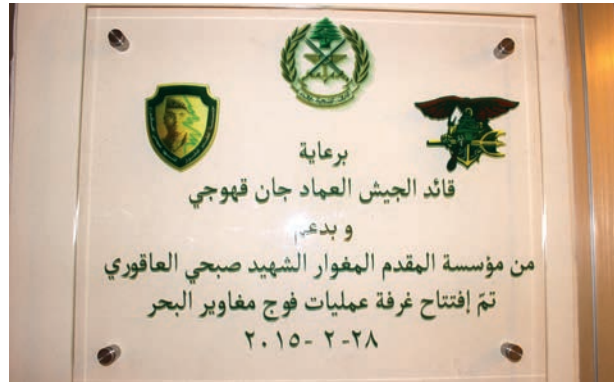 برعاية
قائد الجيش العماد جان قهوجي
و بدعم
من مؤسسة المقدم المغوار الشهيد صبحي العاقوري
تمّ إفتتاح غرفة عمليات فوج مغاوير البحر
٢٨-٢-٢٠١٥